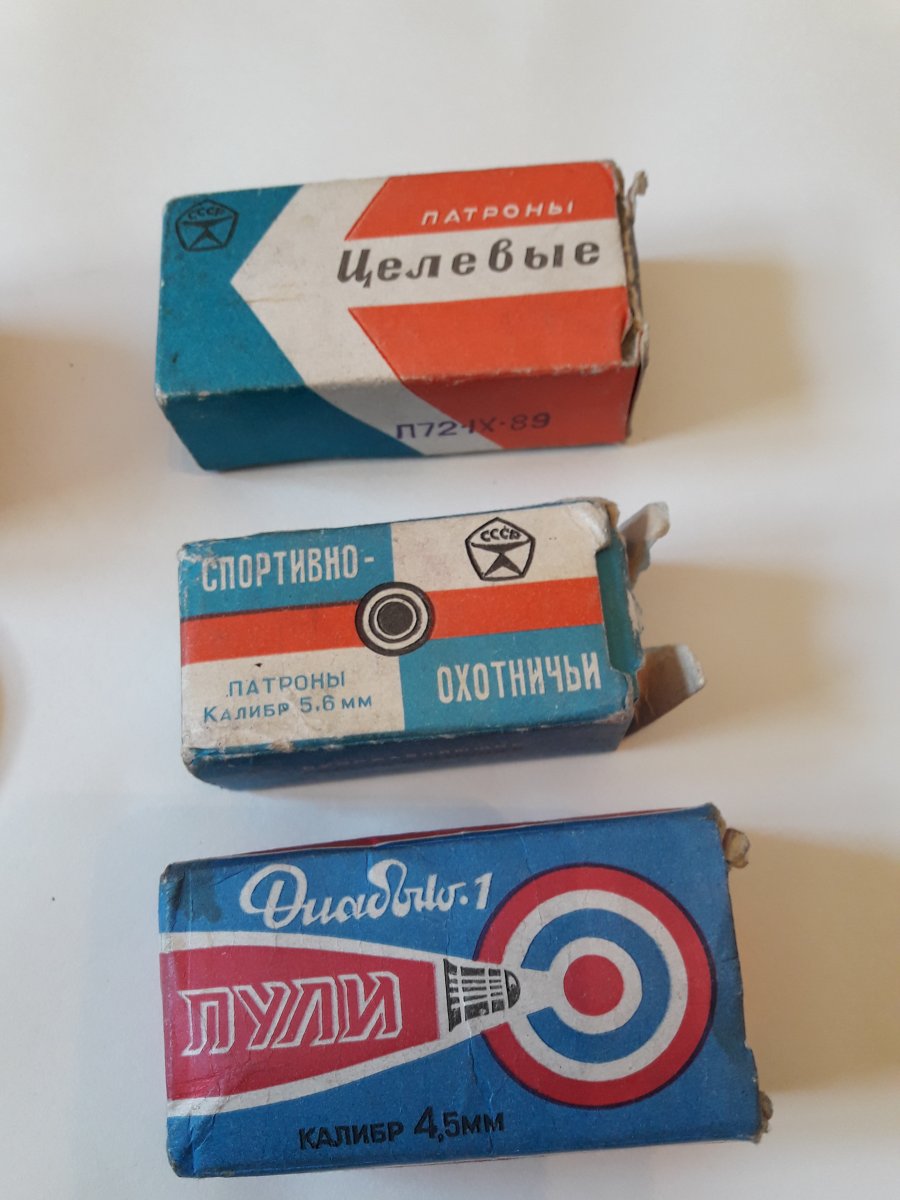 СССР
ПАТРОНЫ
Целевые
П72-IX-89
СССР
СПОРТИВНО-
ПАТРОНЫ
КАЛИБР 5,6 мм
ОХОТНИЧЬИ
Диабло-1
ПУЛИ
КАЛИБР 4,5мм